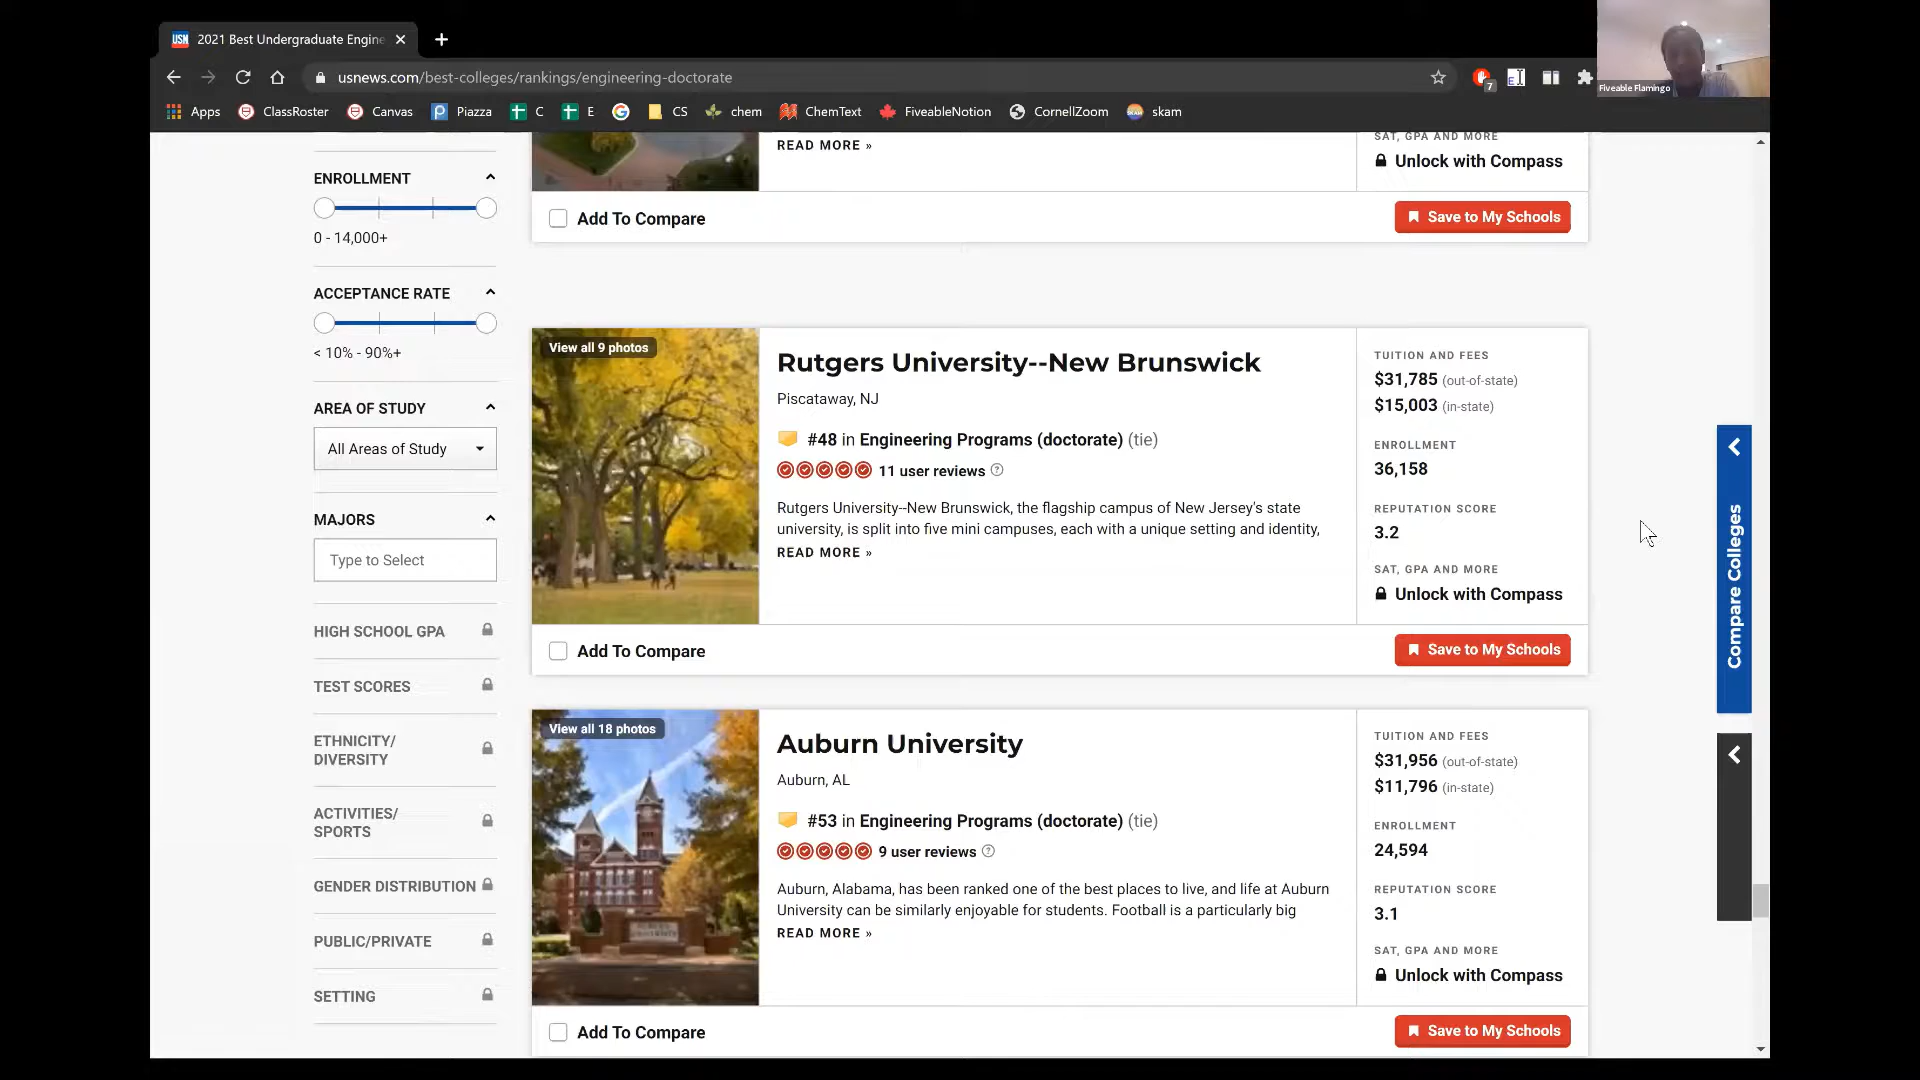 USN 2021 Best Undergraduate Engine
usnews.com/best-colleges/rankings/engineering-doctorate
7
Fiveable Flamingo
Apps ClassRoster Canvas Piazza C E CS chem ChemText FiveableNotion CornellZoom skam
ENROLLMENT
0 - 14,000+
ACCEPTANCE RATE
< 10% - 90%+
AREA OF STUDY
All Areas of Study
MAJORS
Type to Select
HIGH SCHOOL GPA
TEST SCORES
ETHNICITY/
DIVERSITY
ACTIVITIES/
SPORTS
GENDER DISTRIBUTION
PUBLIC/PRIVATE
SETTING
READ MORE »
SAT, GPA AND MORE
Unlock with Compass
Add To Compare
Save to My Schools
View all 9 photos
Rutgers University--New Brunswick
Piscataway, NJ
#48 in Engineering Programs (doctorate) (tie)
11 user reviews
Rutgers University--New Brunswick, the flagship campus of New Jersey's state
university, is split into five mini campuses, each with a unique setting and identity,
READ MORE »
TUITION AND FEES
$31,785 (out-of-state)
$15,003 (in-state)
ENROLLMENT
36,158
REPUTATION SCORE
3.2
SAT, GPA AND MORE
Unlock with Compass
Add To Compare
Save to My Schools
View all 18 photos
Auburn University
Auburn, AL
#53 in Engineering Programs (doctorate) (tie)
9 user reviews
Auburn, Alabama, has been ranked one of the best places to live, and life at Auburn
University can be similarly enjoyable for students. Football is a particularly big
READ MORE »
TUITION AND FEES
$31,956 (out-of-state)
$11,796 (in-state)
ENROLLMENT
24,594
REPUTATION SCORE
3.1
SAT, GPA AND MORE
Unlock with Compass
Add To Compare
Save to My Schools
Compare Colleges